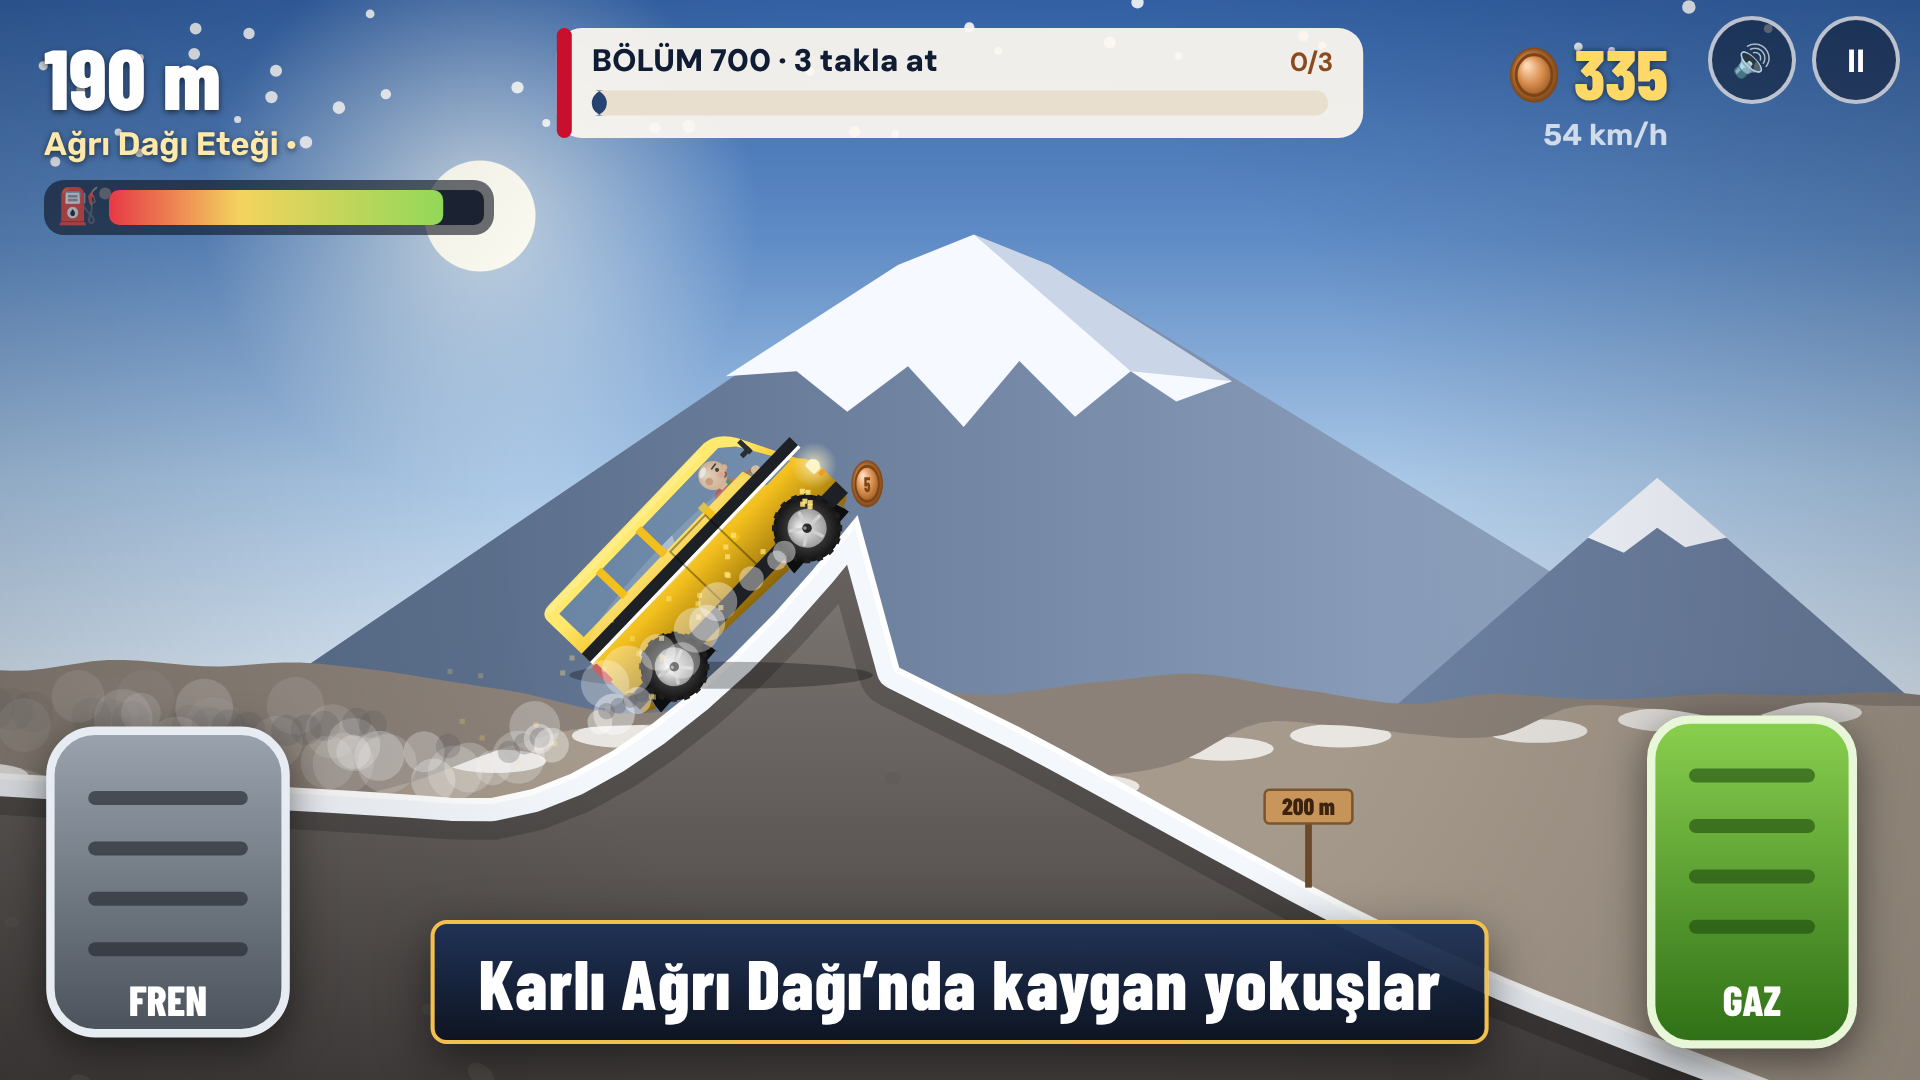 190 m
Ağrı Dağı Eteği •
BÖLÜM 700 · 3 takla at
0/3
335
54 km/h
5
200 m
FREN
Karlı Ağrı Dağı’nda kaygan yokuşlar
GAZ